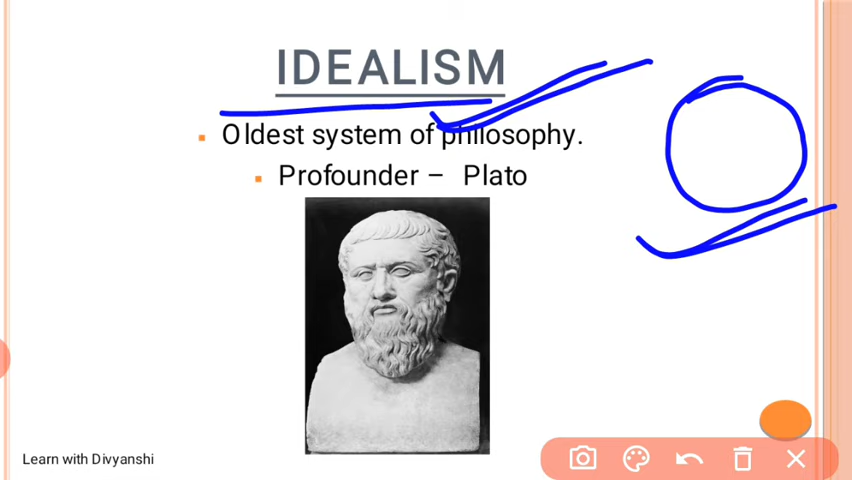 IDEALISM
Oldest system of philosophy.
Profounder – Plato
Learn with Divyanshi